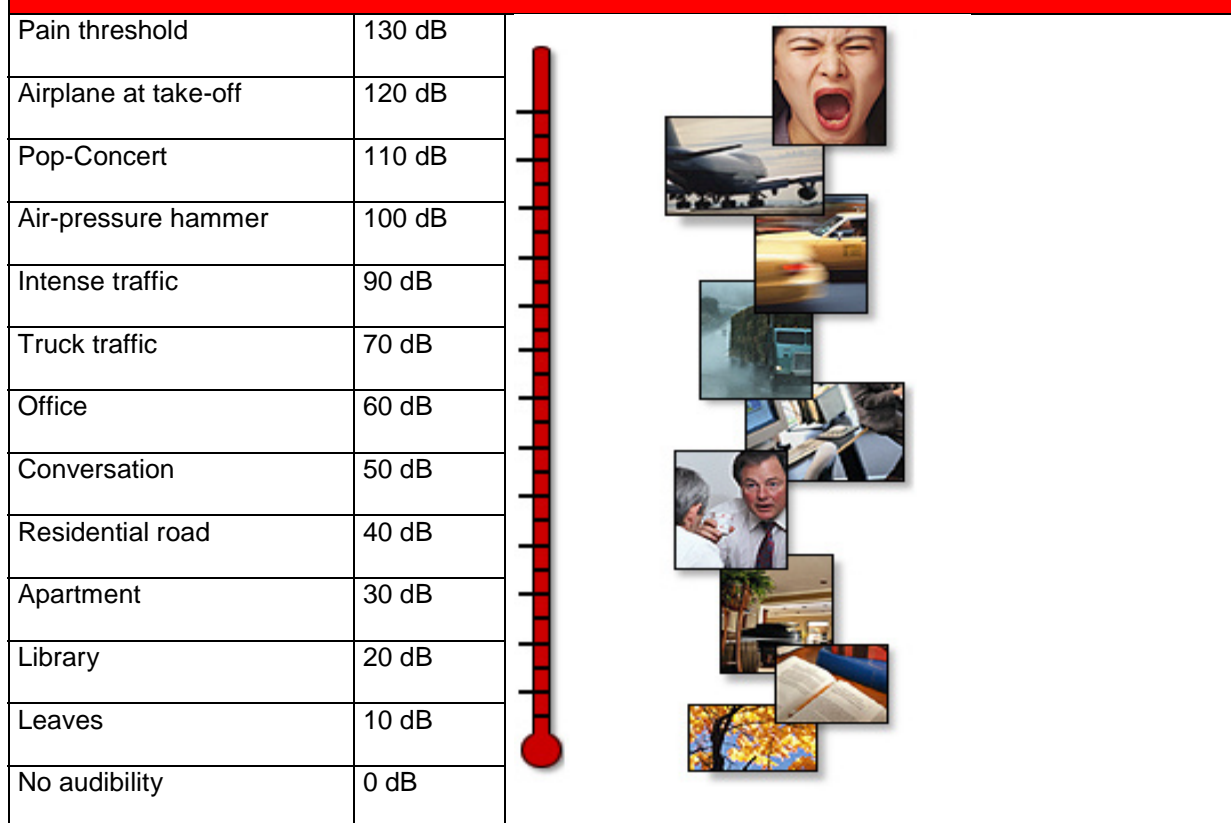 Pain threshold 130 dB
Airplane at take-off 120 dB
Pop-Concert 110 dB
Air-pressure hammer 100 dB
Intense traffic 90 dB
Truck traffic 70 dB
Office 60 dB
Conversation 50 dB
Residential road 40 dB
Apartment 30 dB
Library 20 dB
Leaves 10 dB
No audibility 0 dB